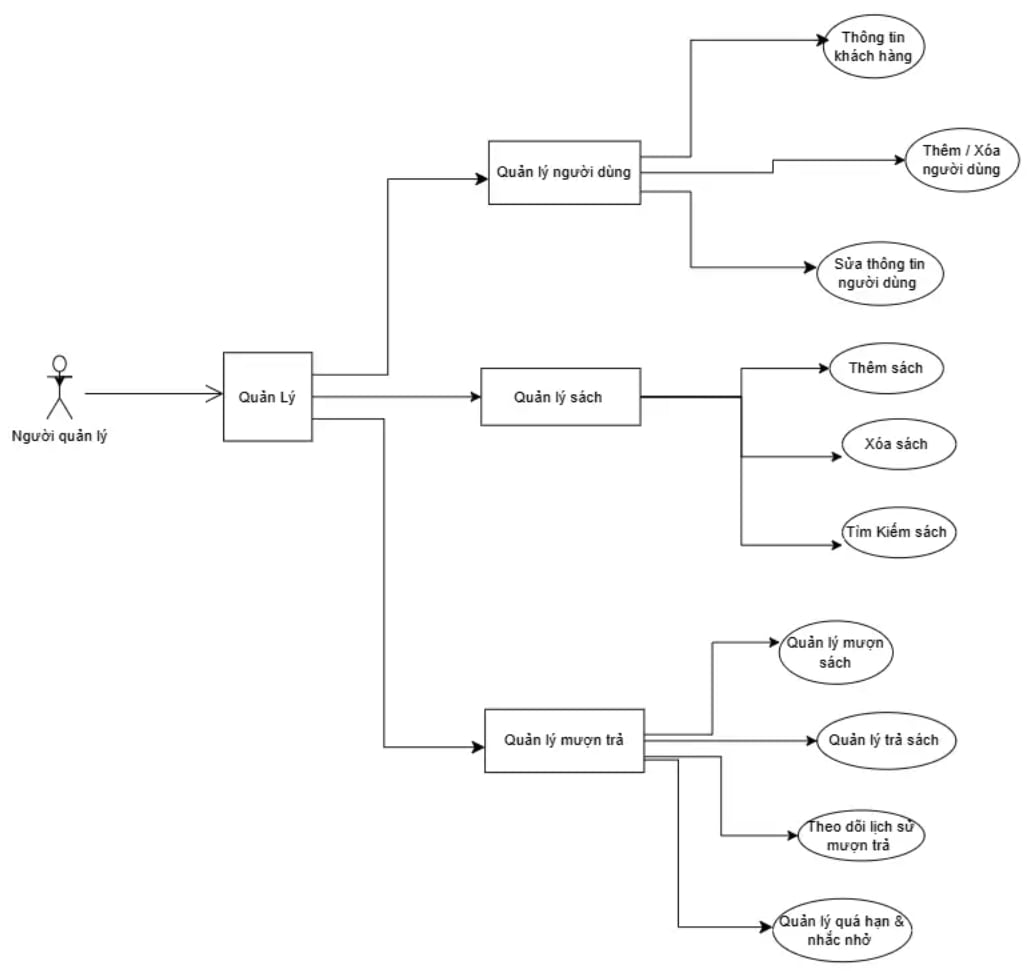 Thông tin
khách hàng
Thêm / Xóa
người dùng
Quản lý người dùng
Sửa thông tin
người dùng
Người quản lý
Quản Lý
Quản lý sách
Thêm sách
Xóa sách
Tìm Kiếm sách
Quản lý mượn
sách
Quản lý mượn trả
Quản lý trả sách
Theo dõi lịch sử
mượn trả
Quản lý quá hạn &
nhắc nhở